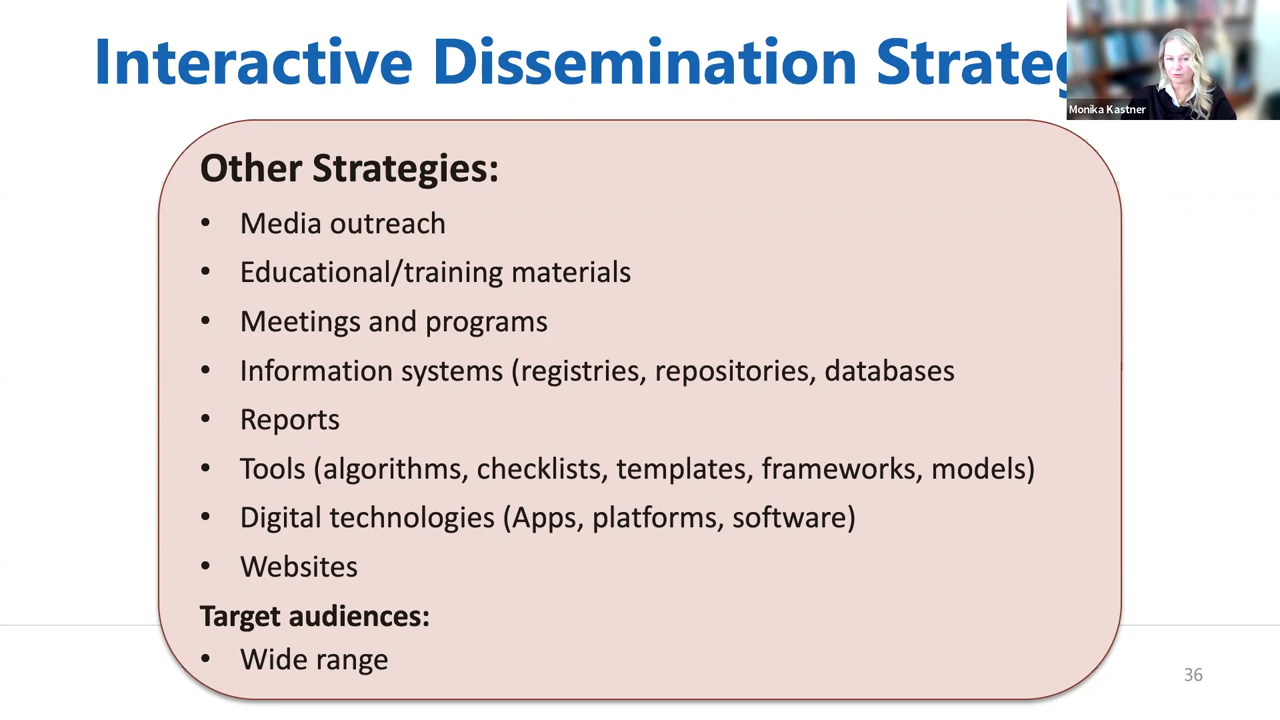 Interactive Dissemination
Monika Kastner
Other Strategies:
• Media outreach
• Educational/training materials
• Meetings and programs
• Information systems (registries, repositories, databases
• Reports
• Tools (algorithms, checklists, templates, frameworks, models)
• Digital technologies (Apps, platforms, software)
• Websites
Target audiences:
• Wide range
36